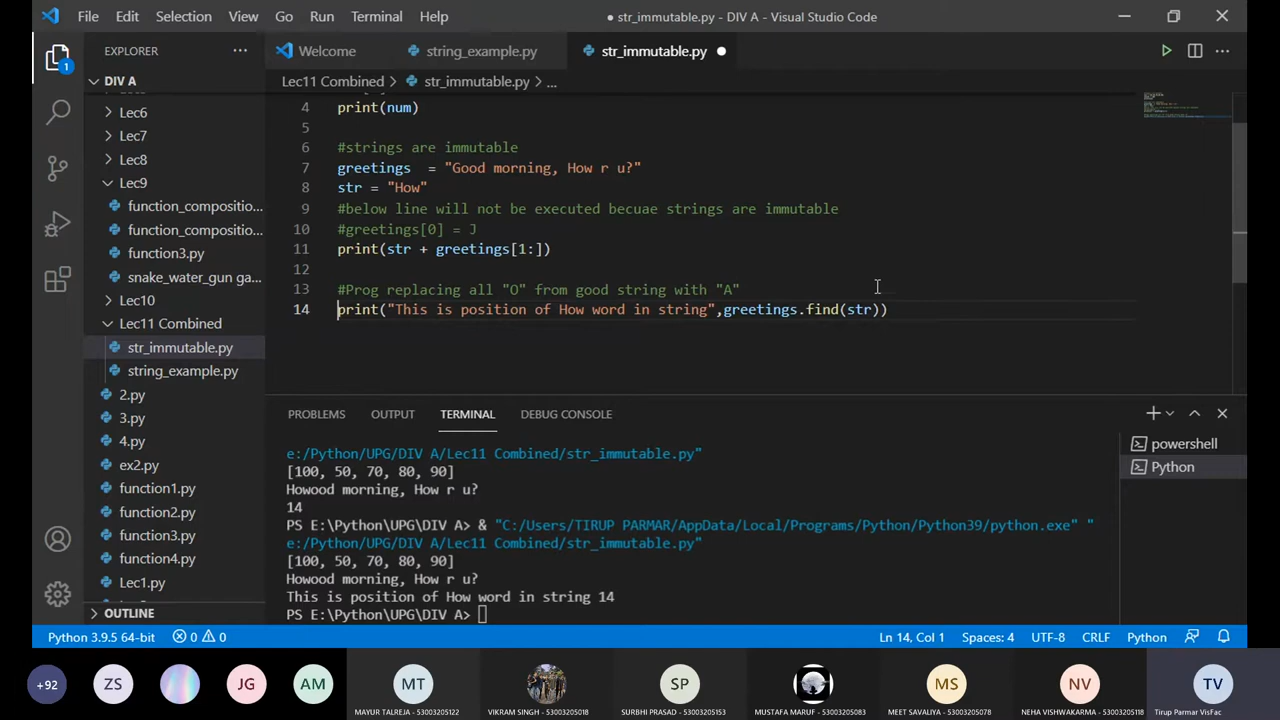 File Edit Selection View Go Run Terminal Help
● str_immutable.py - DIV A - Visual Studio Code
EXPLORER
Welcome
string_example.py
str_immutable.py
DIV A
Lec11 Combined > str_immutable.py > ...
Lec6
Lec7
Lec8
Lec9
function_compositio...
function_compositio...
function3.py
snake_water_gun ga...
Lec10
Lec11 Combined
str_immutable.py
string_example.py
2.py
3.py
4.py
ex2.py
function1.py
function2.py
function3.py
function4.py
Lec1.py
OUTLINE
4 print(num)
5
6 #strings are immutable
7 greetings  = "Good morning, How r u?"
8 str = "How"
9 #below line will not be executed becuae strings are immutable
10 #greetings[0] = J
11 print(str + greetings[1:])
12
13 #Prog replacing all "O" from good string with "A"
14 print("This is position of How word in string",greetings.find(str))
PROBLEMS OUTPUT TERMINAL DEBUG CONSOLE
powershell
Python
e:/Python/UPG/DIV A/Lec11 Combined/str_immutable.py"
[100, 50, 70, 80, 90]
Howood morning, How r u?
14
PS E:\Python\UPG\DIV A> & "C:/Users/TIRUP PARMAR/AppData/Local/Programs/Python/Python39/python.exe" "
e:/Python/UPG/DIV A/Lec11 Combined/str_immutable.py"
[100, 50, 70, 80, 90]
Howood morning, How r u?
This is position of How word in string 14
PS E:\Python\UPG\DIV A>
Python 3.9.5 64-bit 0 0 Ln 14, Col 1 Spaces: 4 UTF-8 CRLF Python
+92 ZS JG AM MT SP MS NV TV
MAYUR TALREJA - 53003205122
VIKRAM SINGH - 53003205018
SURBHI PRASAD - 53003205153
MUSTAFA MARUF - 53003205083
MEET SAVALIYA - 53003205078
NEHA VISHWAKARMA - 53003205118
Tirup Parmar VisFac